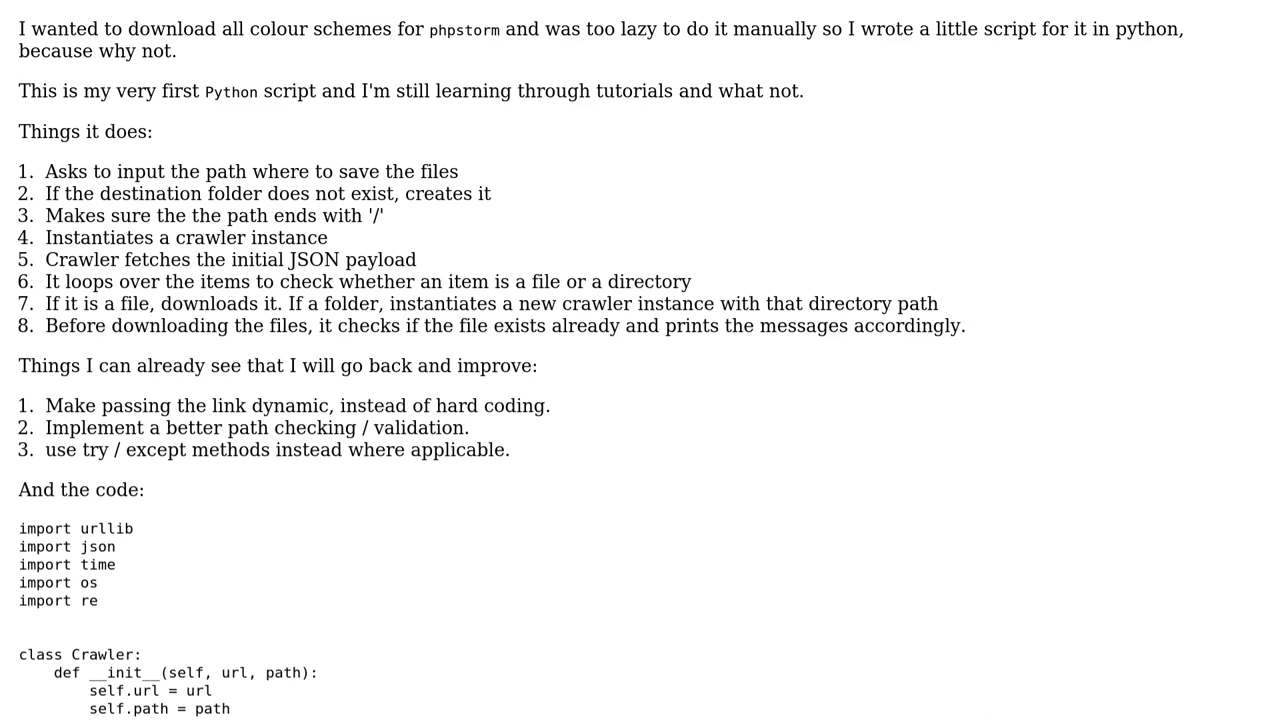 I wanted to download all colour schemes for phpstorm and was too lazy to do it manually so I wrote a little script for it in python,
because why not.
This is my very first Python script and I'm still learning through tutorials and what not.
Things it does:
1. Asks to input the path where to save the files
2. If the destination folder does not exist, creates it
3. Makes sure the the path ends with '/'
4. Instantiates a crawler instance
5. Crawler fetches the initial JSON payload
6. It loops over the items to check whether an item is a file or a directory
7. If it is a file, downloads it. If a folder, instantiates a new crawler instance with that directory path
8. Before downloading the files, it checks if the file exists already and prints the messages accordingly.
Things I can already see that I will go back and improve:
1. Make passing the link dynamic, instead of hard coding.
2. Implement a better path checking / validation.
3. use try / except methods instead where applicable.
And the code:
import urllib
import json
import time
import os
import re
class Crawler:
    def __init__(self, url, path):
        self.url = url
        self.path = path